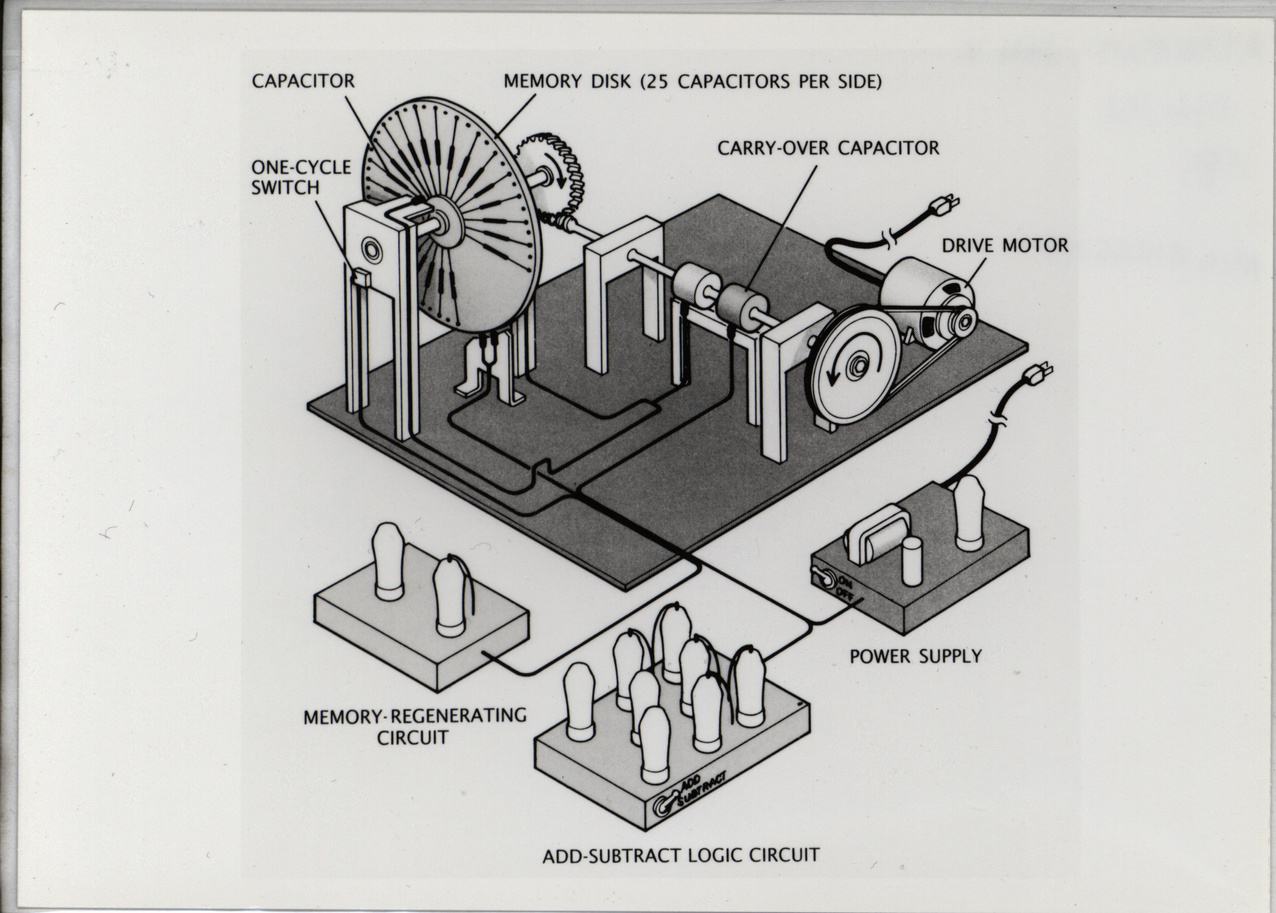 CAPACITOR
MEMORY DISK (25 CAPACITORS PER SIDE)
ONE-CYCLE
SWITCH
CARRY-OVER CAPACITOR
DRIVE MOTOR
ON
OFF
POWER SUPPLY
MEMORY-REGENERATING
CIRCUIT
ADD
SUBTRACT
ADD-SUBTRACT LOGIC CIRCUIT